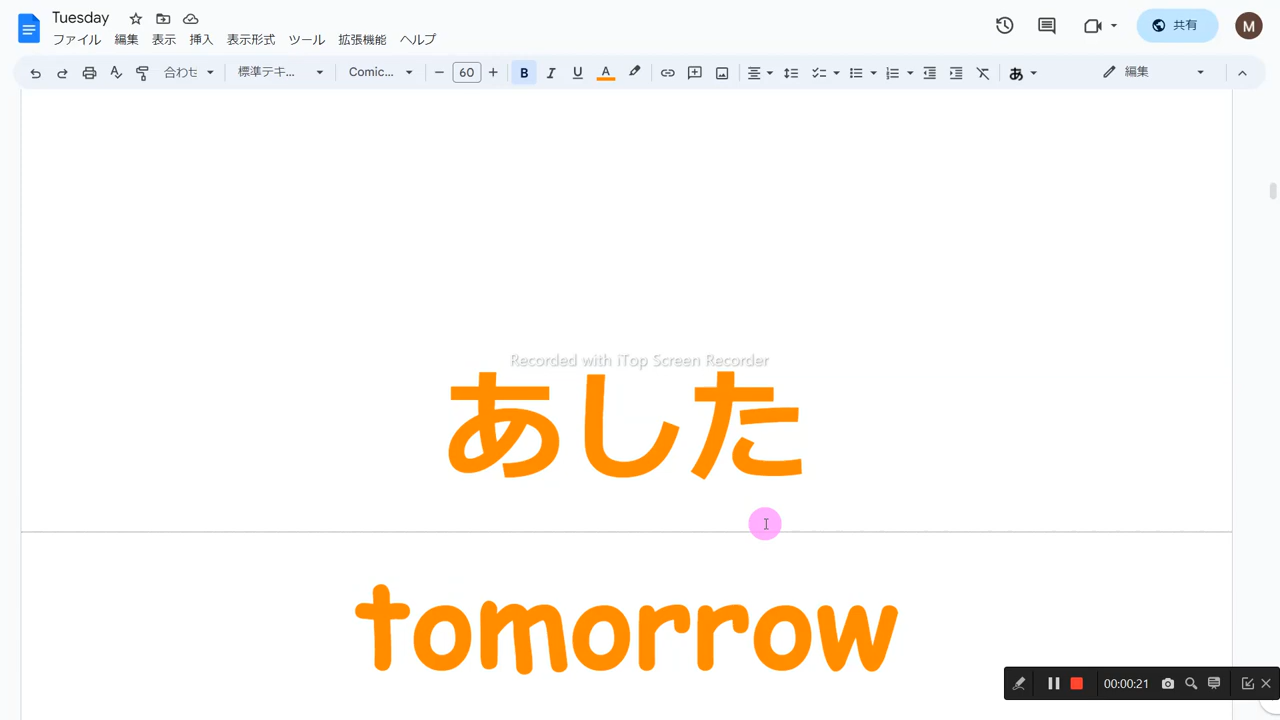 Tuesday
ファイル 編集 表示 挿入 表示形式 ツール 拡張機能 ヘルプ
共有
M
合わせ 標準テキ... Comic... 60 B I U A あ 編集
Recorded with iTop Screen Recorder
あした
tomorrow
00:00:21